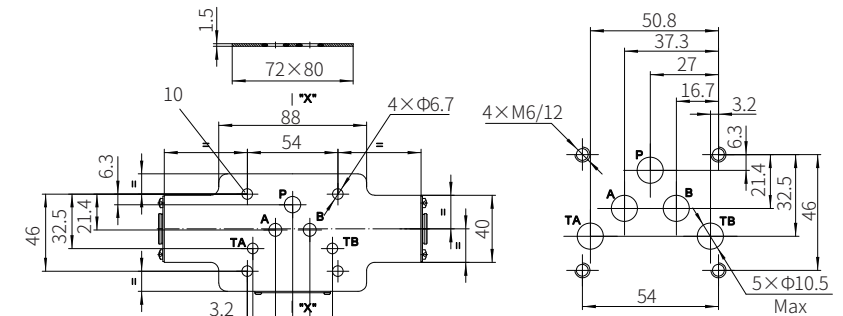 1.5
72×80
"X"
10
88
4×Φ6.7
=
54
=
6.3
=
21.4
32.5
46
P
A
B
TA
TB
=
=
40
=
3.2
"X"
50.8
37.3
27
16.7
3.2
4×M6/12
6.3
21.4
32.5
46
P
A
B
TA
TB
54
5×Φ10.5
Max